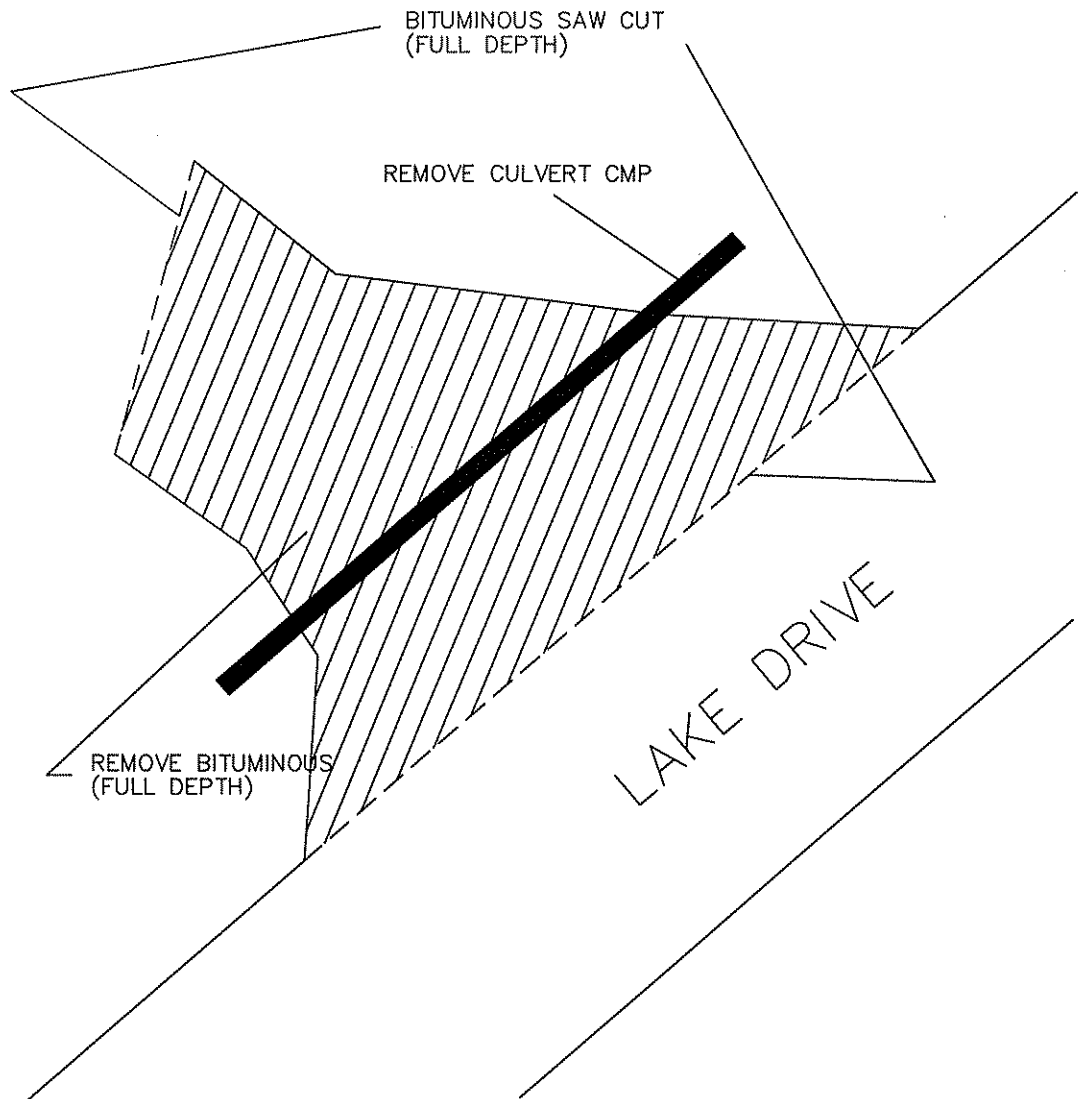 BITUMINOUS SAW CUT
(FULL DEPTH)
REMOVE CULVERT CMP
LAKE DRIVE
REMOVE BITUMINOUS
(FULL DEPTH)